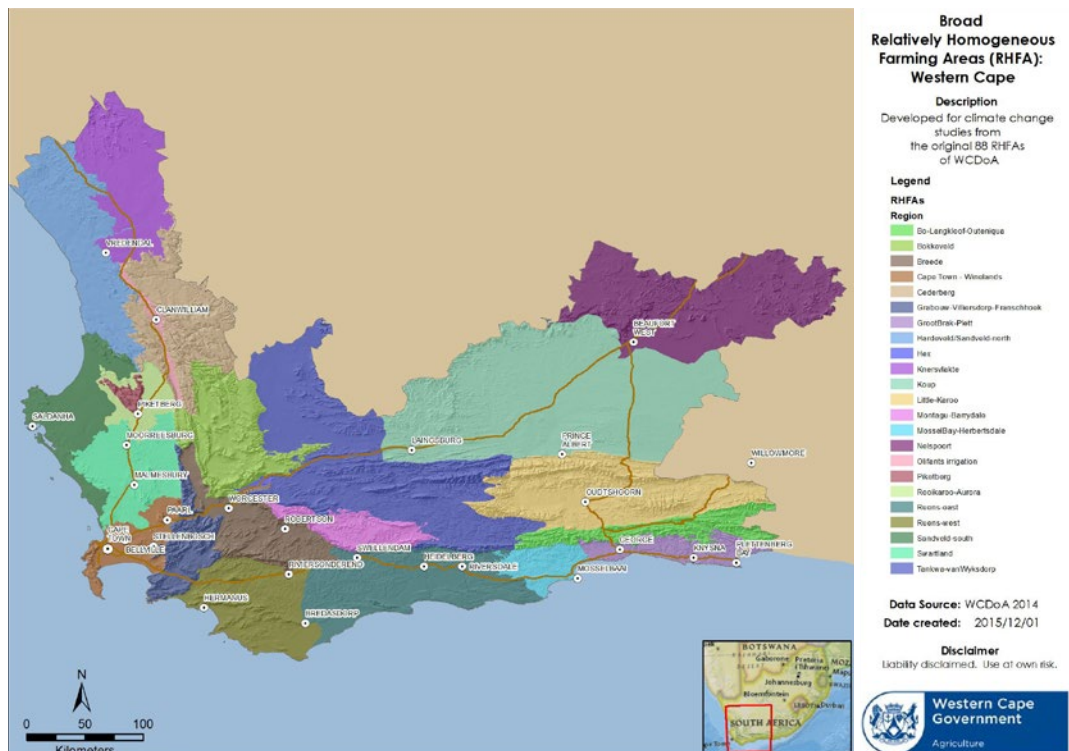 Broad
Relatively Homogeneous
Farming Areas (RHFA):
Western Cape
Description
Developed for climate change
studies from
the original 88 RHFAs
of WCDoA
Legend
RHFAs
Region
Bo-Langkloof-Outeniqua
Bokkeveld
Breede
Cape Town - Winelands
Cederberg
Grabouw-Villiersdorp-Franschhoek
GrootBrak-Plett
Hardeveld/Sandveld-north
Hex
Knersvlakte
Koup
Little-Karoo
Montagu-Barrydale
MosselBay-Herbertsdale
Nelspoort
Olifants irrigation
Piketberg
Rooikaroo-Aurora
Ruens-east
Ruens-west
Sandveld-south
Swartland
Tankwa-vanWyksdorp
Data Source: WCDoA 2014
Date created: 2015/12/01
Disclaimer
Liability disclaimed. Use at own risk.
Western Cape
Government
Agriculture
VREDENDAL
CLANWILLIAM
BEAUFORT
WEST
PIKETBERG
SALDANHA
MOORREESBURG
LAINGSBURG
PRINCE
ALBERT
WILLOWMORE
MALMESBURY
OUDTSHOORN
WORCESTER
PAARL
ROBERTSON
CAPE
TOWN
STELLENBOSCH
BELLVILLE
SWELLENDAM
HEIDELBERG
RIVERSDALE
GEORGE
KNYSNA
PLETTENBERG
BAY
RIVIERSONDEREND
MOSSELBAAI
HERMANUS
BREDASDORP
N
0 50 100
Kilometers
BOTSWANA
Gaborone
Pretoria
(Tshwane)
Johannesburg
Bloemfontein
SOUTH AFRICA